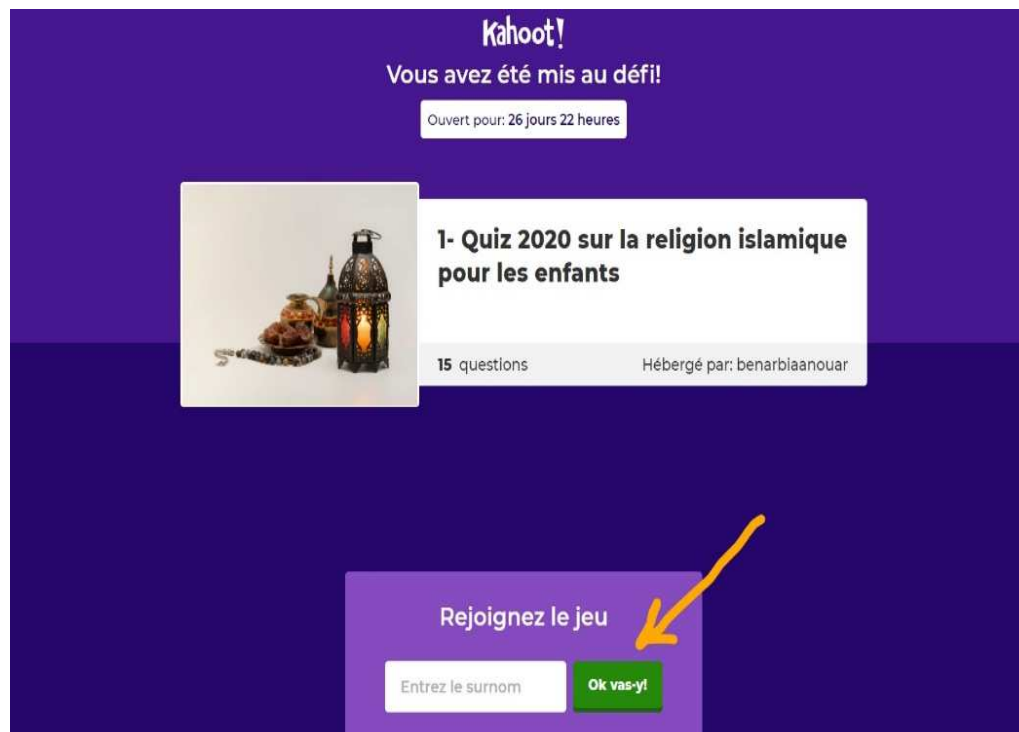 Kahoot!
Vous avez été mis au défi!
Ouvert pour: 26 jours 22 heures
1- Quiz 2020 sur la religion islamique
pour les enfants
15 questions
Hébergé par: benarbiaanouar
Rejoignez le jeu
Entrez le surnom
Ok vas-y!